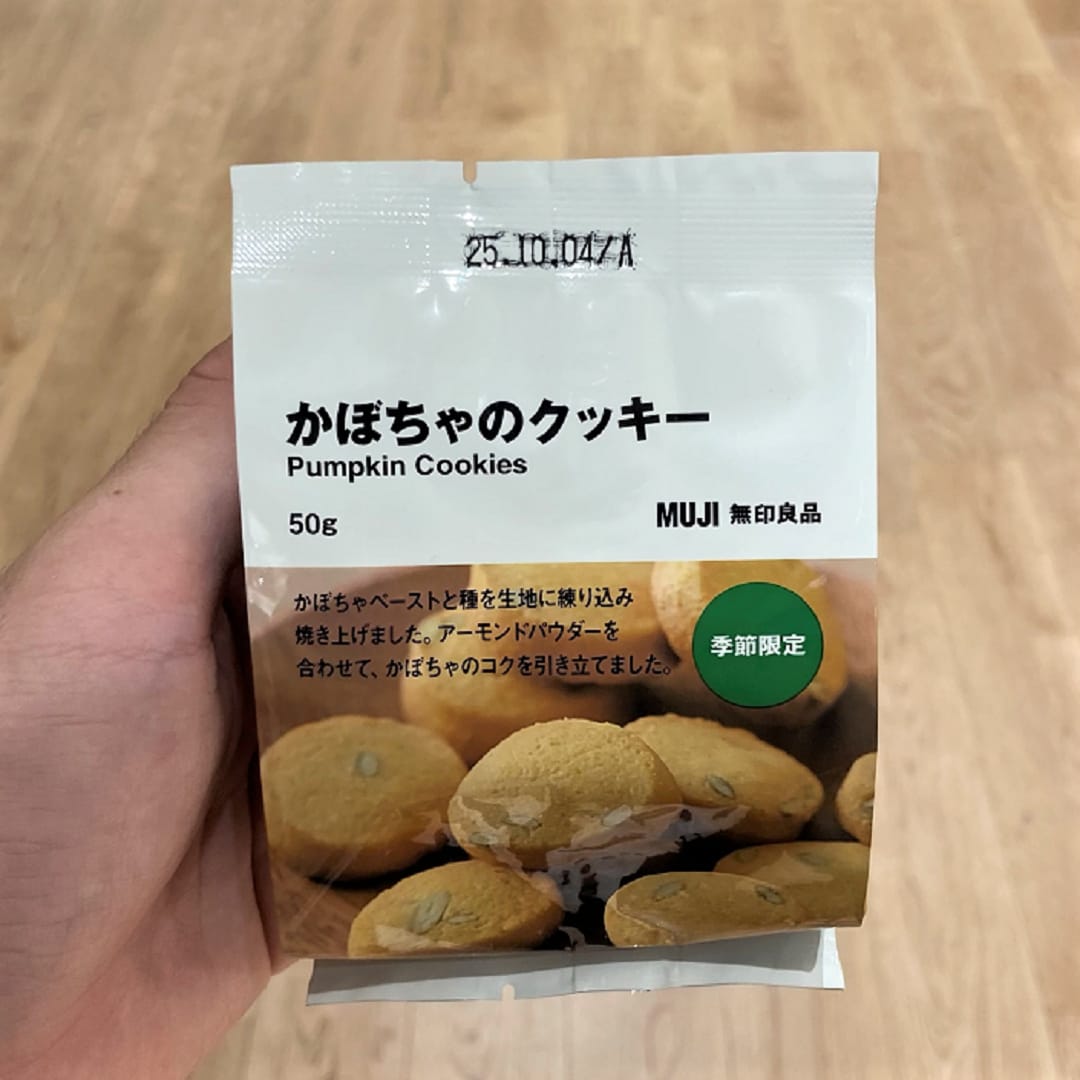 25.10.04/A
かぼちゃのクッキー
Pumpkin Cookies
50g
MUJI 無印良品
かぼちゃペーストと種を生地に練り込み
焼き上げました。アーモンドパウダーを
合わせて、かぼちゃのコクを引き立てました。
季節限定